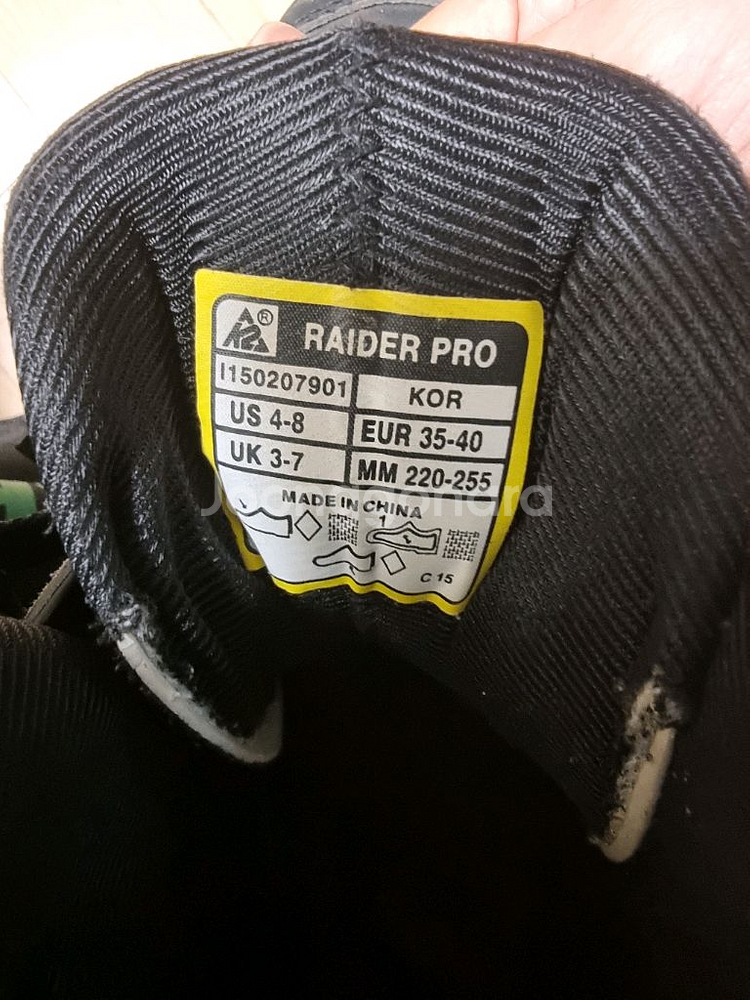 K2®
RAIDER PRO
I150207901 KOR
US 4-8 EUR 35-40
UK 3-7 MM 220-255
MADE IN CHINA
1
C 15
Joonggonara